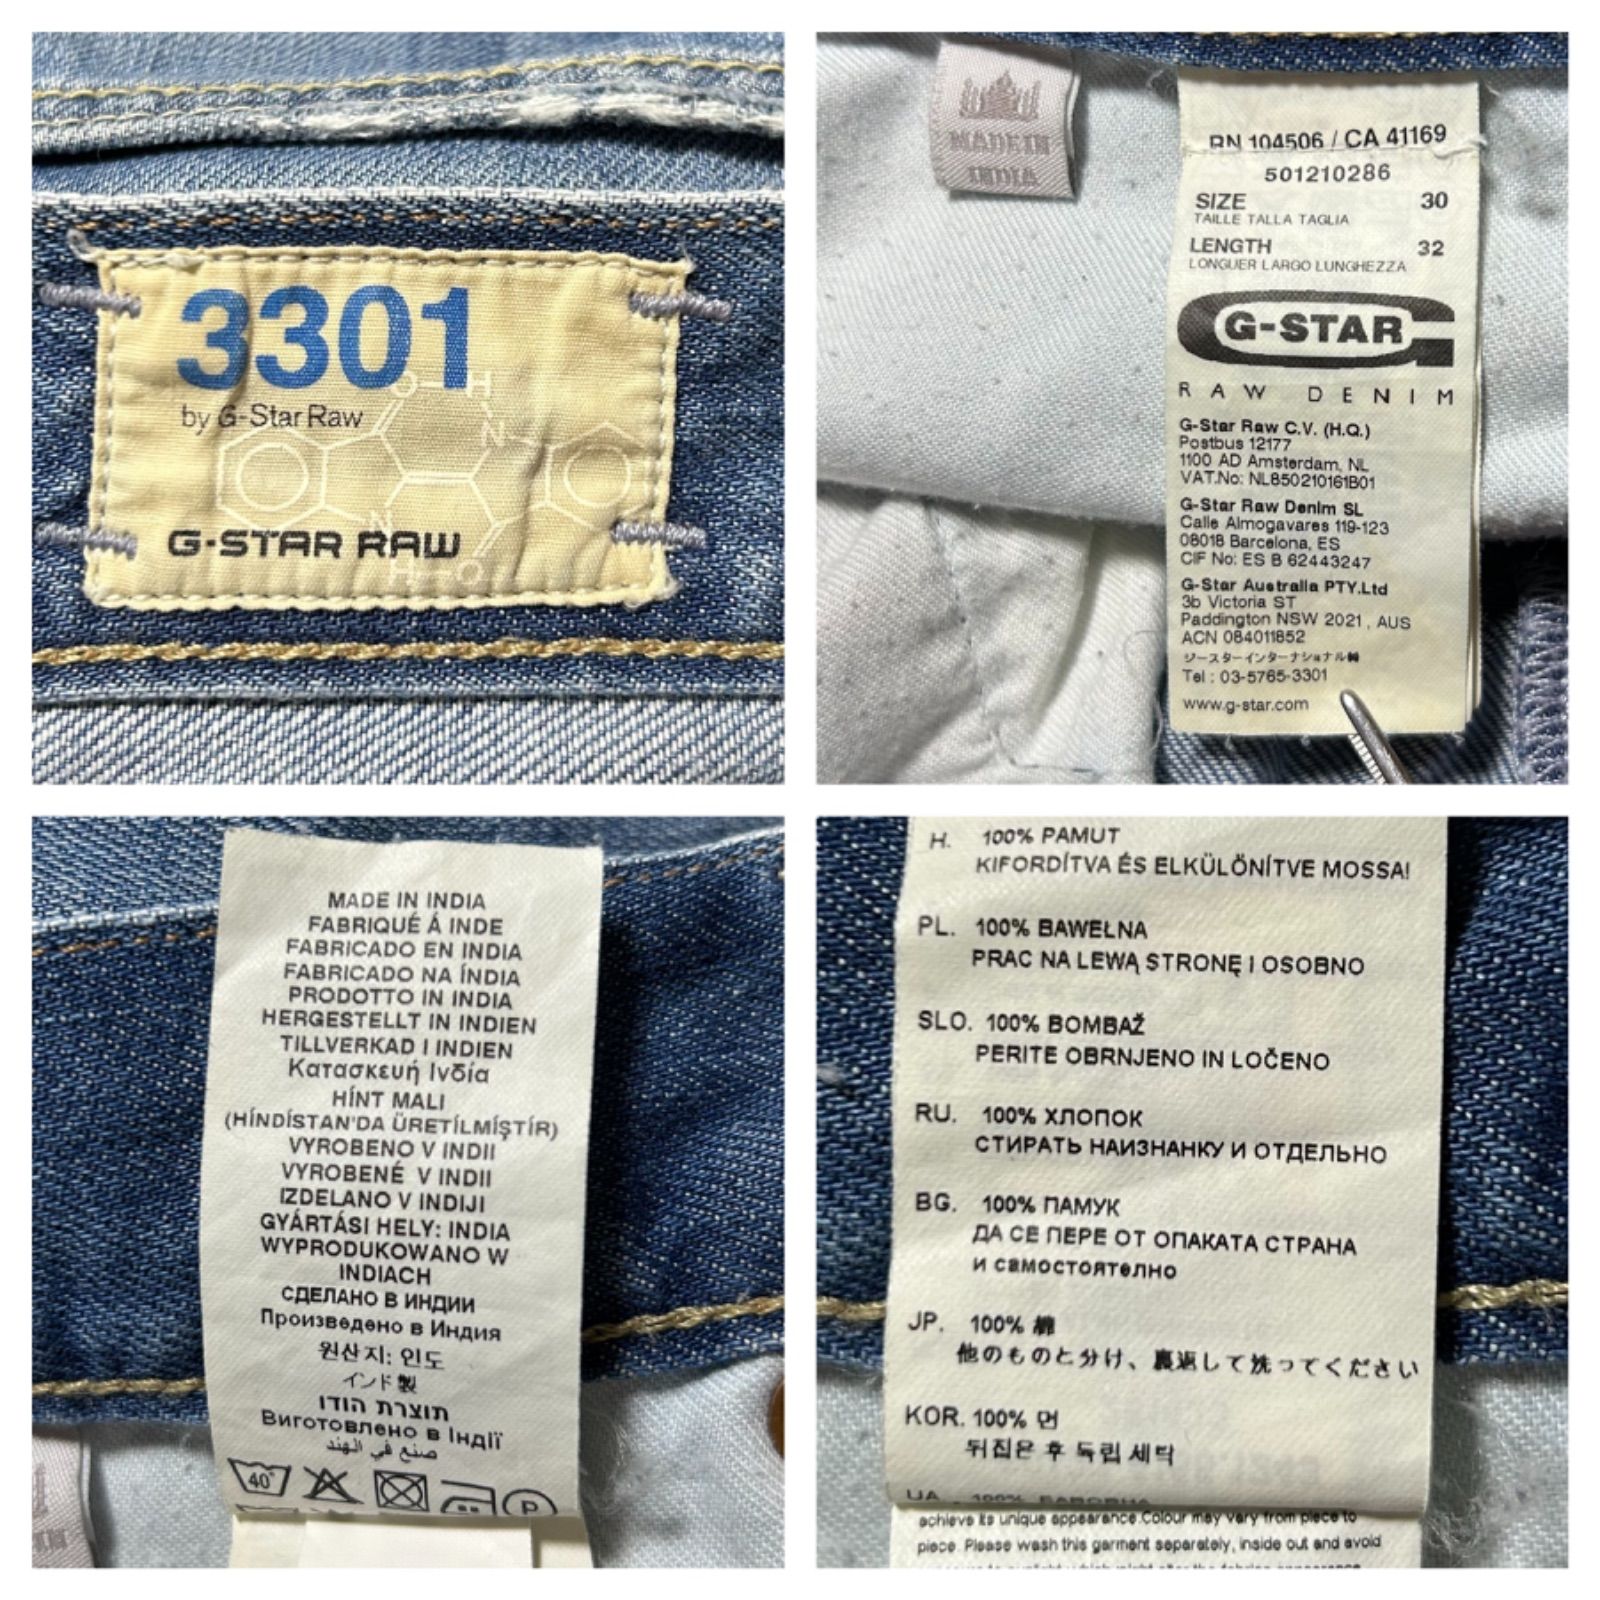 3301
by G-Star Raw
O H
N
N
H O
G-STAR RAW
MADE IN
INDIA
RN 104506 / CA 41169
501210286
SIZE 30
TAILLE TALLA TAGLIA
LENGTH 32
LONGUER LARGO LUNGHEZZA
G-STAR
RAW DENIM
G-Star Raw C.V. (H.Q.)
Postbus 12177
1100 AD Amsterdam, NL
VAT.No: NL850210161B01
G-Star Raw Denim SL
Calle Almogavares 119-123
08018 Barcelona, ES
CIF No: ES B 62443247
G-Star Australia PTY.Ltd
3b Victoria ST
Paddington NSW 2021 , AUS
ACN 084011852
ジースターインターナショナル㈱
Tel : 03-5765-3301
www.g-star.com
MADE IN INDIA
FABRIQUÉ Á INDE
FABRICADO EN INDIA
FABRICADO NA ÍNDIA
PRODOTTO IN INDIA
HERGESTELLT IN INDIEN
TILLVERKAD I INDIEN
Κατασκευή Ινδία
HÍNT MALI
(HÍNDÍSTAN'DA ÜRETÍLMÍŞTÍR)
VYROBENO V INDII
VYROBENÉ V INDII
IZDELANO V INDIJI
GYÁRTÁSI HELY: INDIA
WYPRODUKOWANO W
INDIACH
СДЕЛАНО В ИНДИИ
Произведено в Индия
원산지: 인도
インド製
תוצרת הודו
Виготовлено в Індії
صنع في الهند
40° P
H. 100% PAMUT
KIFORDÍTVA ÉS ELKÜLÖNÍTVE MOSSA!
PL. 100% BAWEŁNA
PRAC NA LEWĄ STRONĘ I OSOBNO
SLO. 100% BOMBAŽ
PERITE OBRNJENO IN LOČENO
RU. 100% ХЛОПОК
СТИРАТЬ НАИЗНАНКУ И ОТДЕЛЬНО
BG. 100% ПАМУК
ДА СЕ ПЕРЕ ОТ ОПАКАТА СТРАНА
И САМОСТОЯТЕЛНО
JP. 100% 綿
他のものと分け、裏返して洗ってください
KOR. 100% 면
뒤집은 후 독립 세탁
UA . 100% БАВОВНА
achieve its unique appearance.Colour may vary from piece to
piece. Please wash this garment separately, inside out and avoid